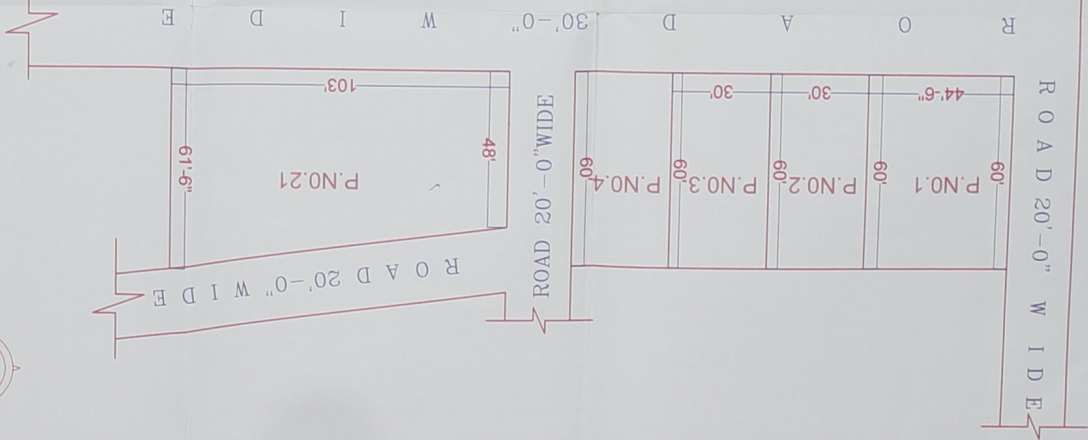 ROAD 20'-0" WIDE
ROAD 20'-0" WIDE
ROAD 20'-0"WIDE
P.NO.1
P.NO.2
P.NO.3
P.NO.4
P.NO.21
60'
60'
60'
60'
60'
48'
61'-6"
44'-6"
30'
30'
103'
ROAD 30'-0" WIDE